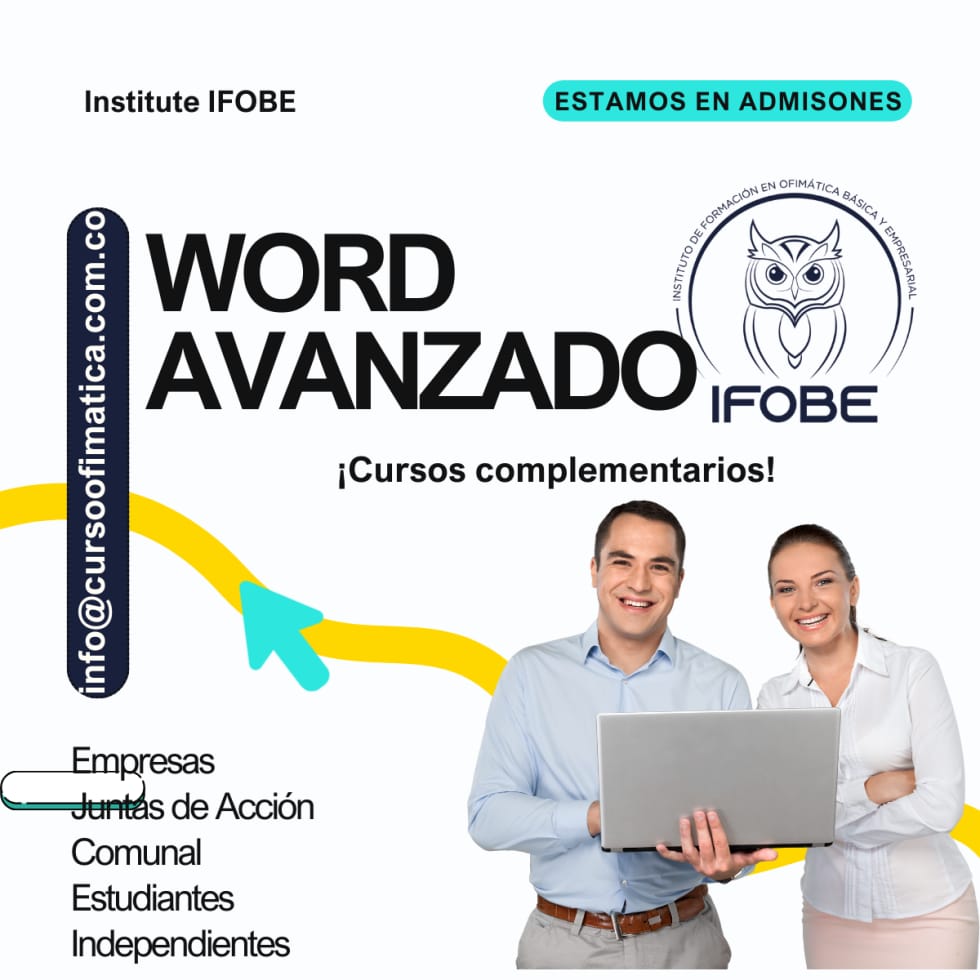 Institute IFOBE
ESTAMOS EN ADMISONES
INSTITUTO DE FORMACIÓN EN OFIMÁTICA BÁSICA Y EMPRESARIAL
IFOBE
info@cursoofimatica.com.co
WORD
AVANZADO
¡Cursos complementarios!
Empresas
Juntas de Acción
Comunal
Estudiantes
Independientes